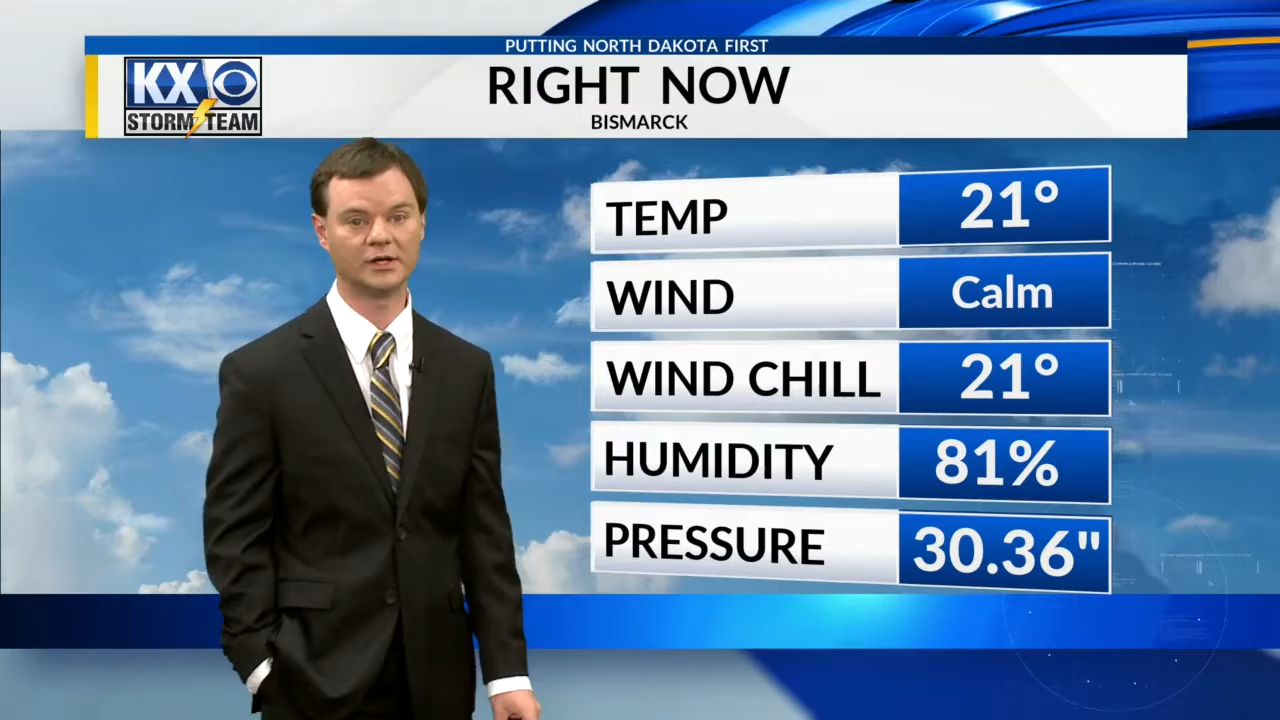 PUTTING NORTH DAKOTA FIRST
KX
STORM TEAM
RIGHT NOW
BISMARCK
TEMP 21°
WIND Calm
WIND CHILL 21°
HUMIDITY 81%
PRESSURE 30.36"